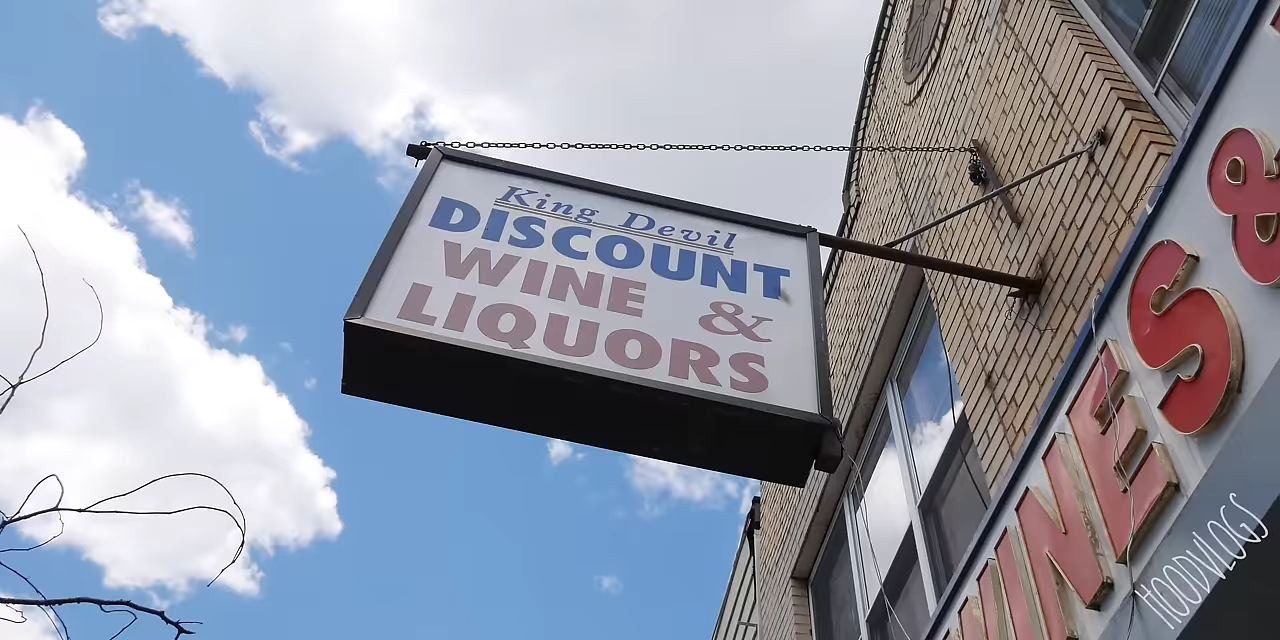 King Devil
DISCOUNT
WINE &
LIQUORS
WINES &
HOODVLOGS